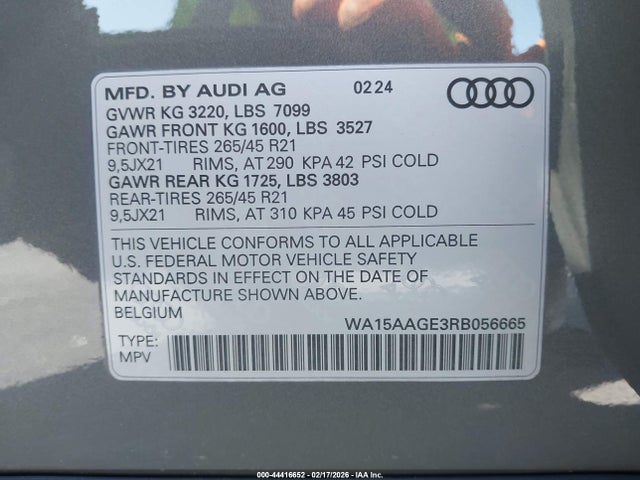 MFD. BY AUDI AG 0224
GVWR KG 3220, LBS 7099
GAWR FRONT KG 1600, LBS 3527
FRONT-TIRES 265/45 R21
9,5JX21 RIMS, AT 290 KPA 42 PSI COLD
GAWR REAR KG 1725, LBS 3803
REAR-TIRES 265/45 R21
9,5JX21 RIMS, AT 310 KPA 45 PSI COLD
THIS VEHICLE CONFORMS TO ALL APPLICABLE
U.S. FEDERAL MOTOR VEHICLE SAFETY
STANDARDS IN EFFECT ON THE DATE OF
MANUFACTURE SHOWN ABOVE.
BELGIUM
WA15AAGE3RB056665
TYPE:
MPV
000-44416652 - 02/17/2026 - IAA Inc.